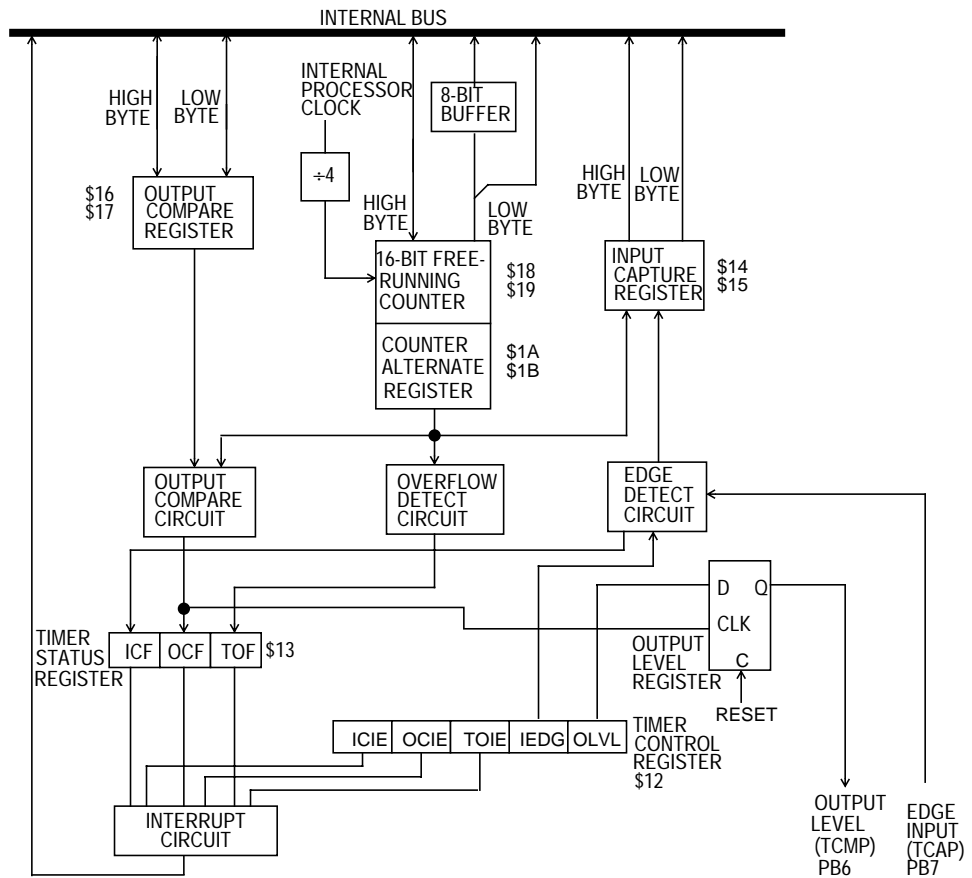 INTERNAL BUS
HIGH
BYTE
LOW
BYTE
INTERNAL
PROCESSOR
CLOCK
÷4
8-BIT
BUFFER
HIGH
BYTE
LOW
BYTE
HIGH
BYTE
LOW
BYTE
$16
$17
OUTPUT
COMPARE
REGISTER
16-BIT FREE-
RUNNING
COUNTER
$18
$19
INPUT
CAPTURE
REGISTER
$14
$15
COUNTER
ALTERNATE
REGISTER
$1A
$1B
OUTPUT
COMPARE
CIRCUIT
OVERFLOW
DETECT
CIRCUIT
EDGE
DETECT
CIRCUIT
D Q
CLK
C
OUTPUT
LEVEL
REGISTER
RESET
TIMER
STATUS
REGISTER
ICF OCF TOF
$13
ICIE OCIE TOIE IEDG OLVL
TIMER
CONTROL
REGISTER
$12
INTERRUPT
CIRCUIT
OUTPUT
LEVEL
(TCMP)
PB6
EDGE
INPUT
(TCAP)
PB7